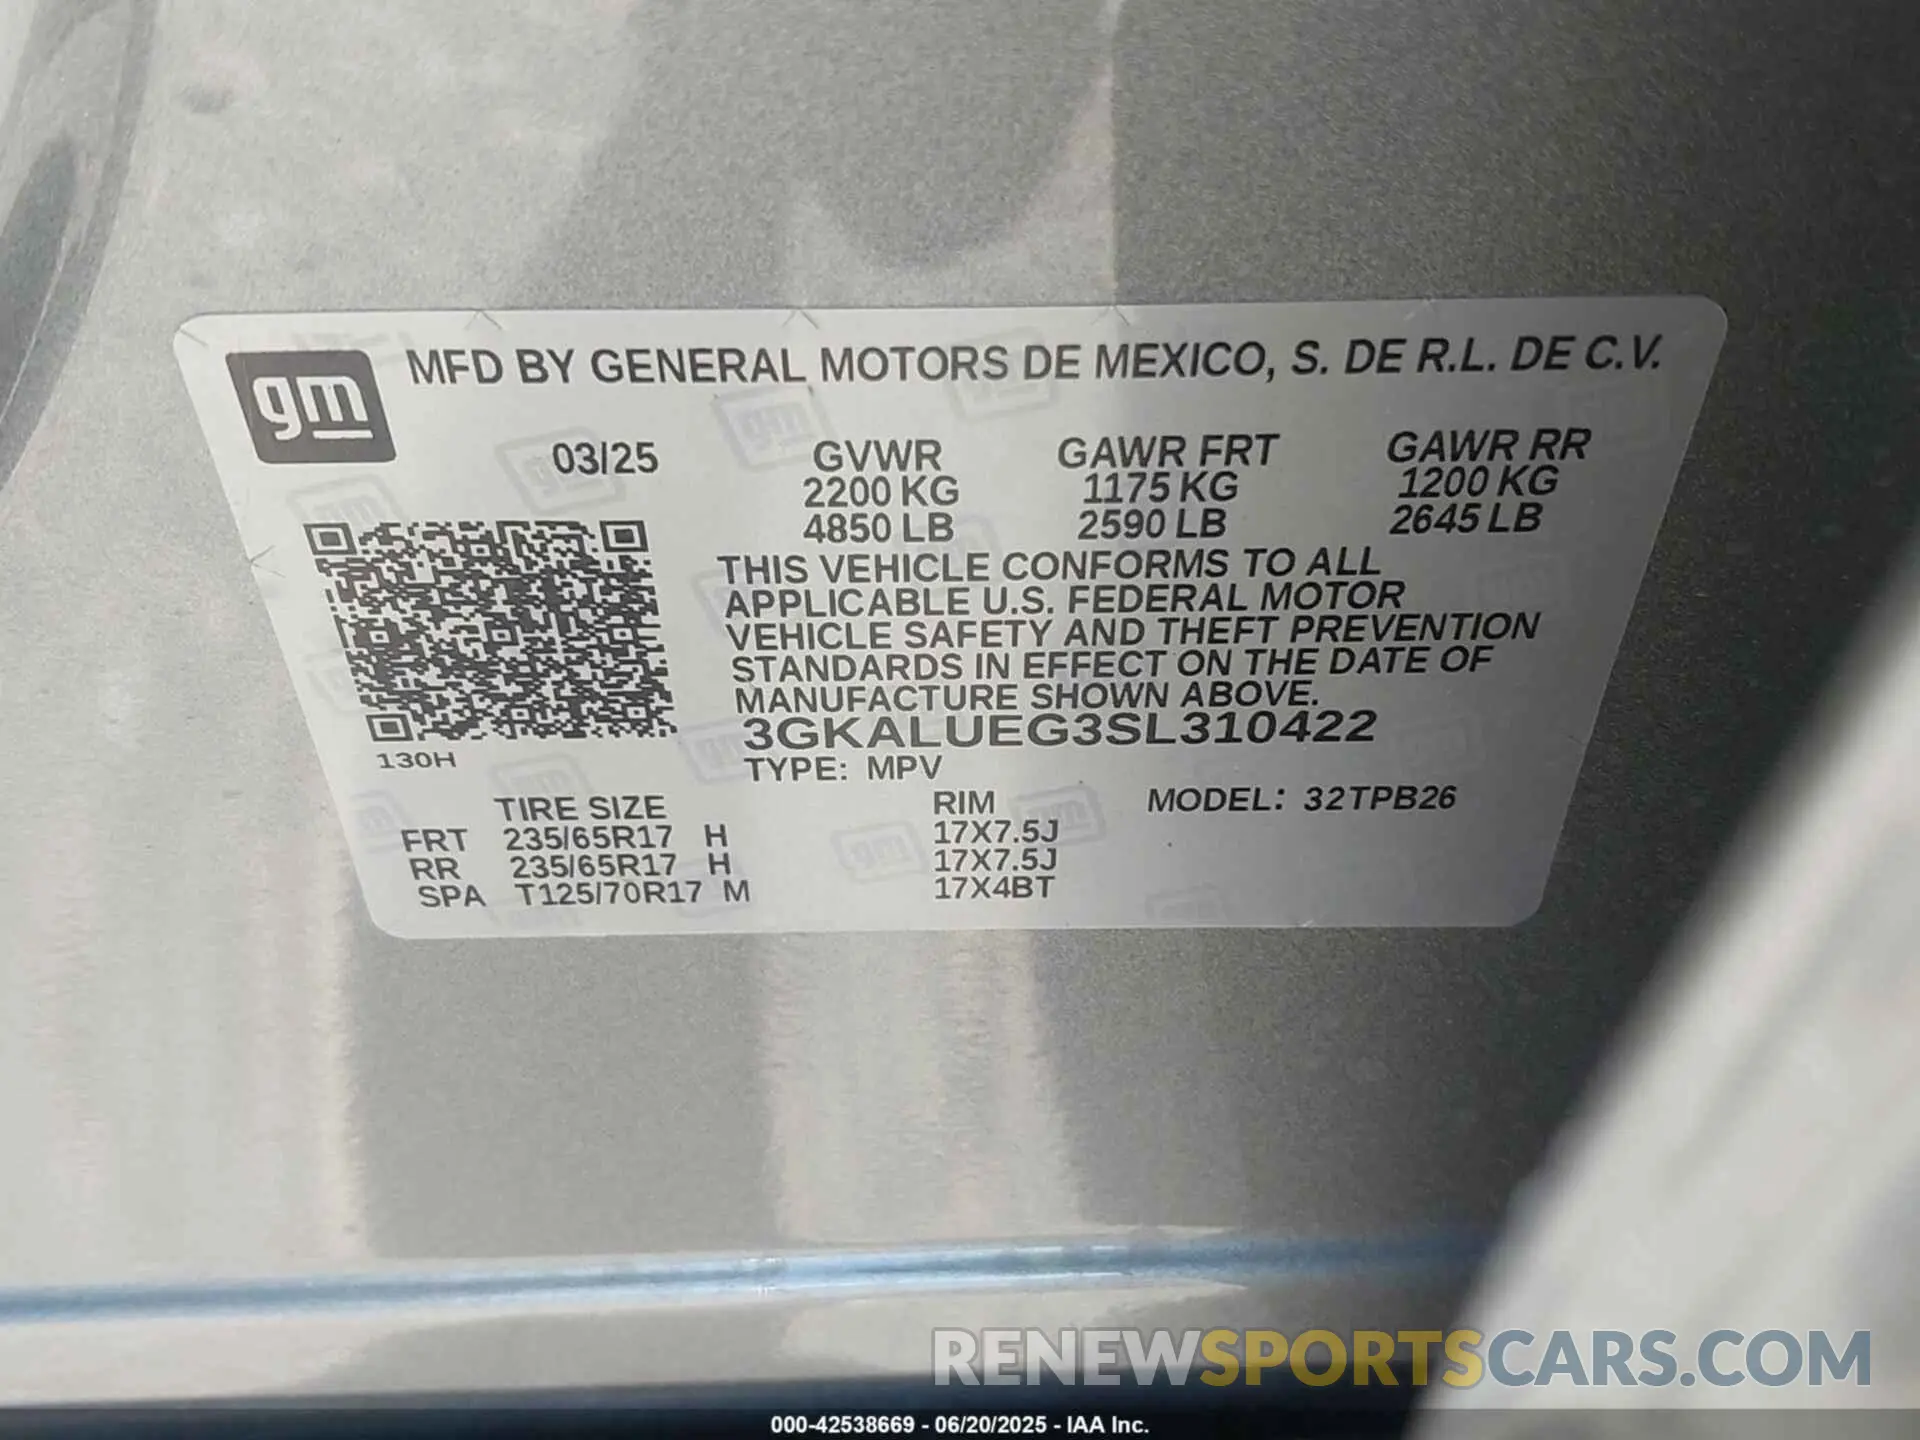 gm
MFD BY GENERAL MOTORS DE MEXICO, S. DE R.L. DE C.V.
03/25 GVWR GAWR FRT GAWR RR
2200 KG 1175 KG 1200 KG
4850 LB 2590 LB 2645 LB
THIS VEHICLE CONFORMS TO ALL
APPLICABLE U.S. FEDERAL MOTOR
VEHICLE SAFETY AND THEFT PREVENTION
STANDARDS IN EFFECT ON THE DATE OF
MANUFACTURE SHOWN ABOVE.
3GKALUEG3SL310422
130H
TYPE: MPV
TIRE SIZE RIM MODEL: 32TPB26
FRT 235/65R17 H 17X7.5J
RR 235/65R17 H 17X7.5J
SPA T125/70R17 M 17X4BT
RENEWSPORTSCARS.COM
000-42538669 - 06/20/2025 - IAA Inc.